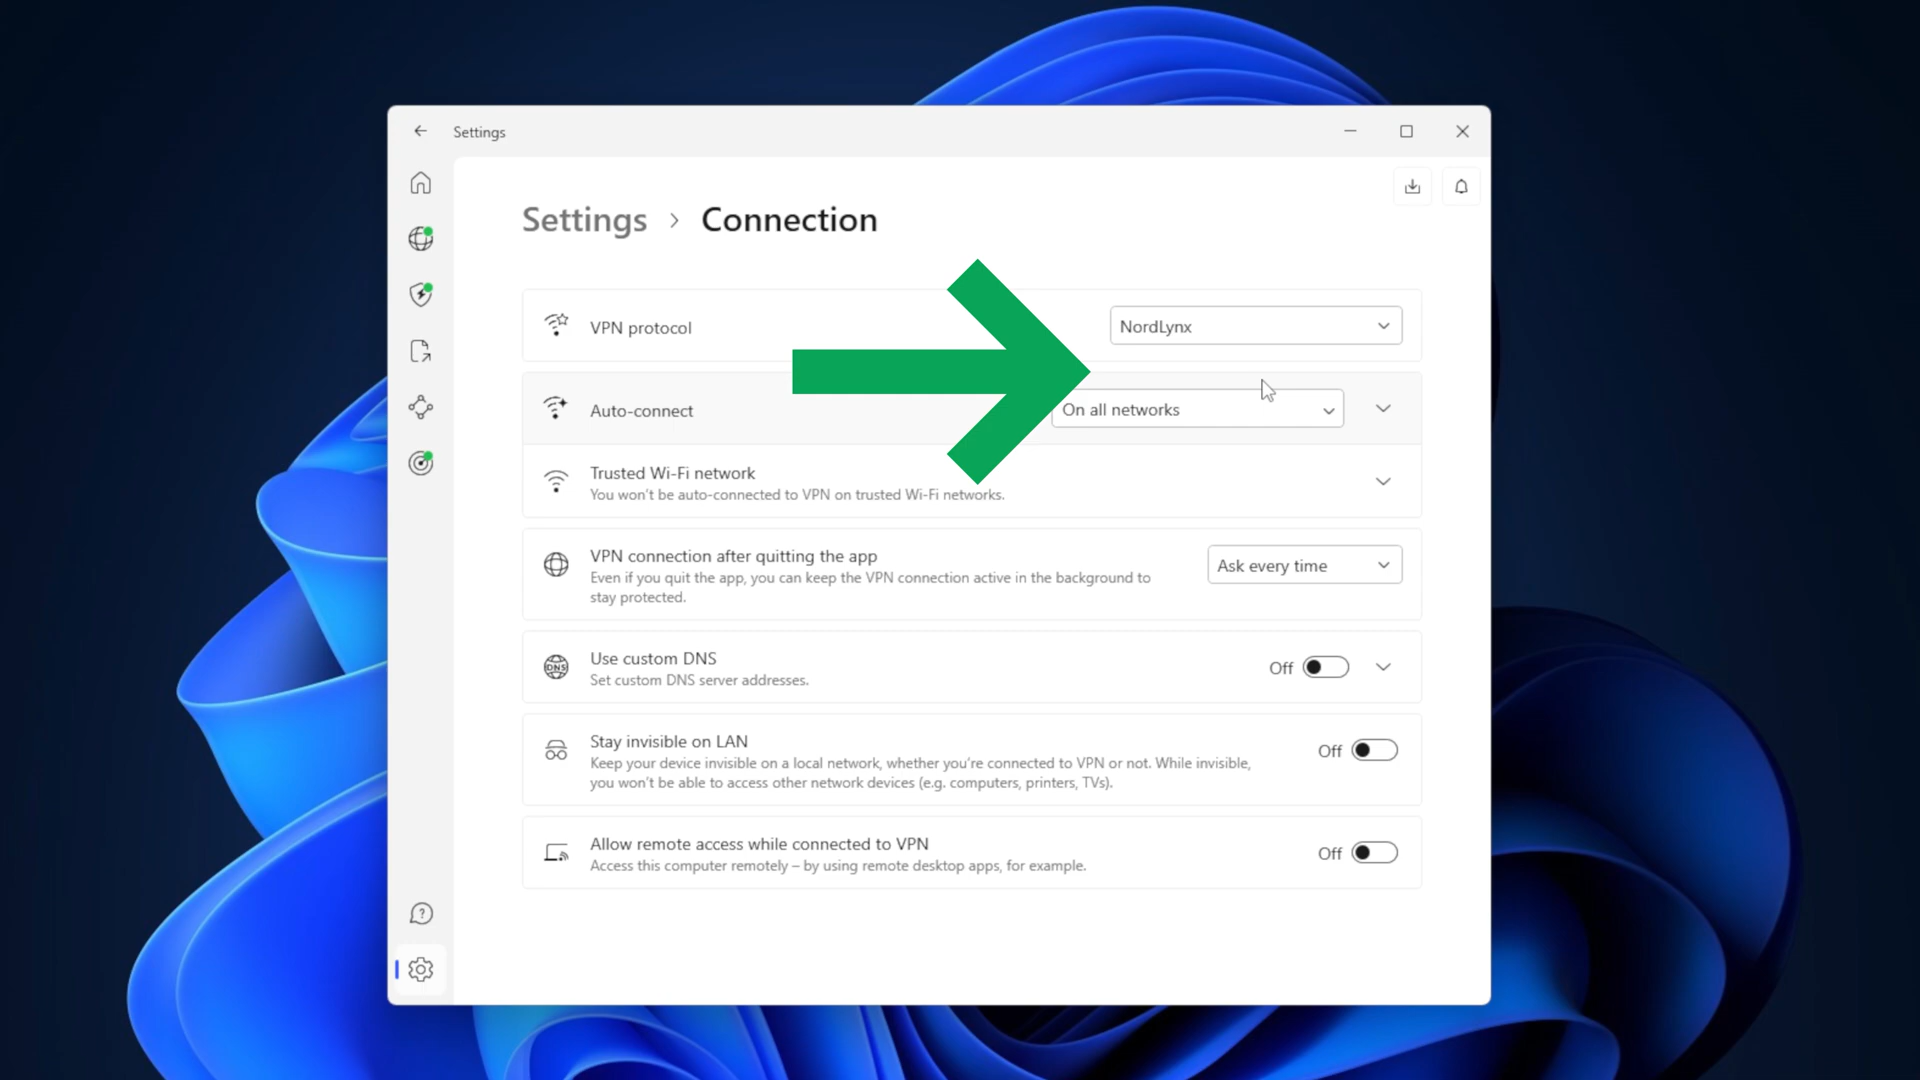 Settings
Settings > Connection
VPN protocol
NordLynx
Auto-connect
On all networks
Trusted Wi-Fi network
You won't be auto-connected to VPN on trusted Wi-Fi networks.
VPN connection after quitting the app
Even if you quit the app, you can keep the VPN connection active in the background to
stay protected.
Ask every time
DNS
Use custom DNS
Set custom DNS server addresses.
Off
Stay invisible on LAN
Keep your device invisible on a local network, whether you're connected to VPN or not. While invisible,
you won't be able to access other network devices (e.g. computers, printers, TVs).
Off
Allow remote access while connected to VPN
Access this computer remotely – by using remote desktop apps, for example.
Off